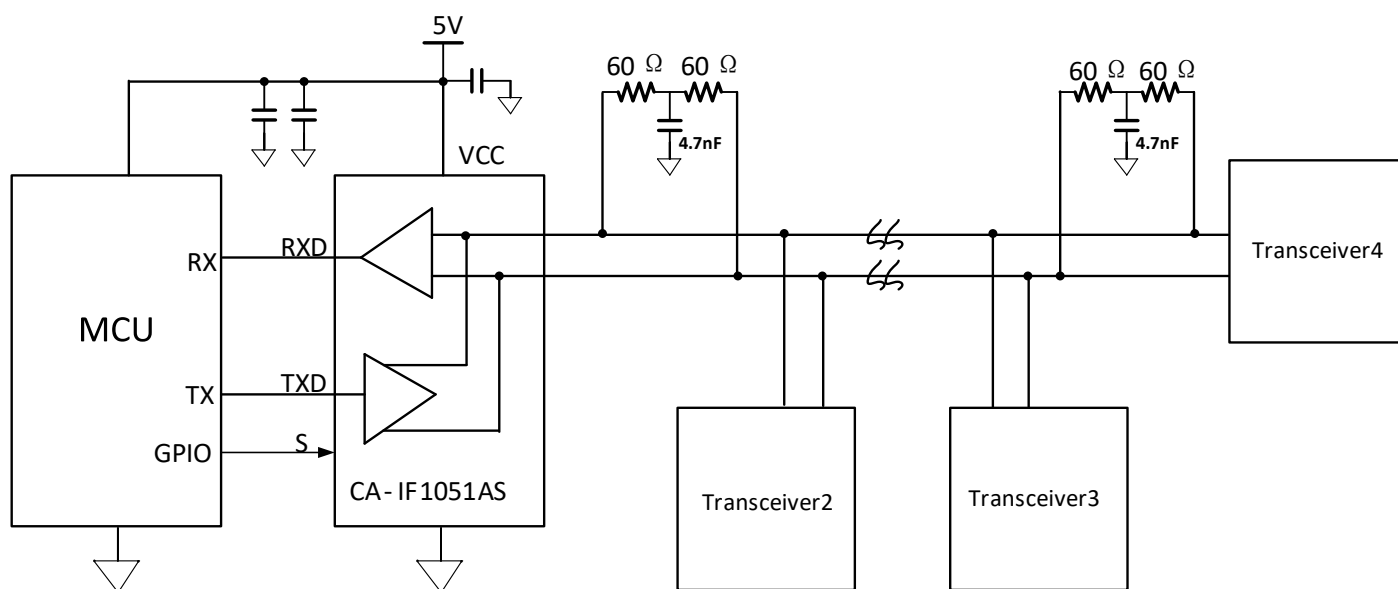 5V
60 Ω 60 Ω
60 Ω 60 Ω
4.7nF
4.7nF
VCC
RX
RXD
MCU
TX
TXD
GPIO
S
CA-IF1051AS
Transceiver2
Transceiver3
Transceiver4